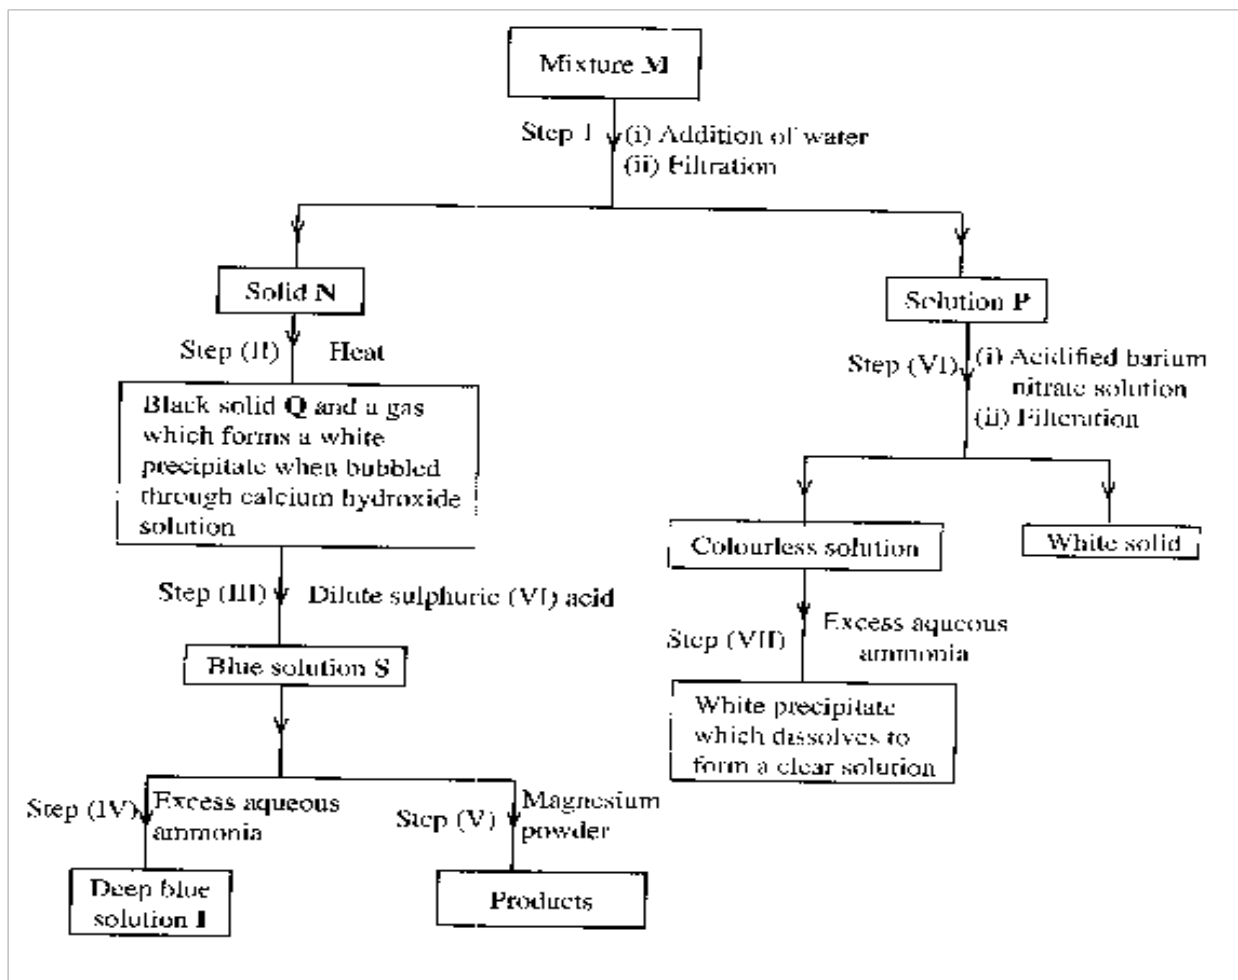 Mixture M
Step I
(i) Addition of water
(ii) Filtration
Solid N
Solution P
Step (II)
Heat
Step (VI)
(i) Acidified barium
nitrate solution
(ii) Filteration
Black solid Q and a gas
which forms a white
precipitate when bubbled
through calcium hydroxide
solution
Colourless solution
White solid
Step (III)
Dilute sulphuric (VI) acid
Step (VII)
Excess aqueous
ammonia
Blue solution S
White precipitate
which dissolves to
form a clear solution
Step (IV)
Excess aqueous
ammonia
Step (V)
Magnesium
powder
Deep blue
solution I
Products